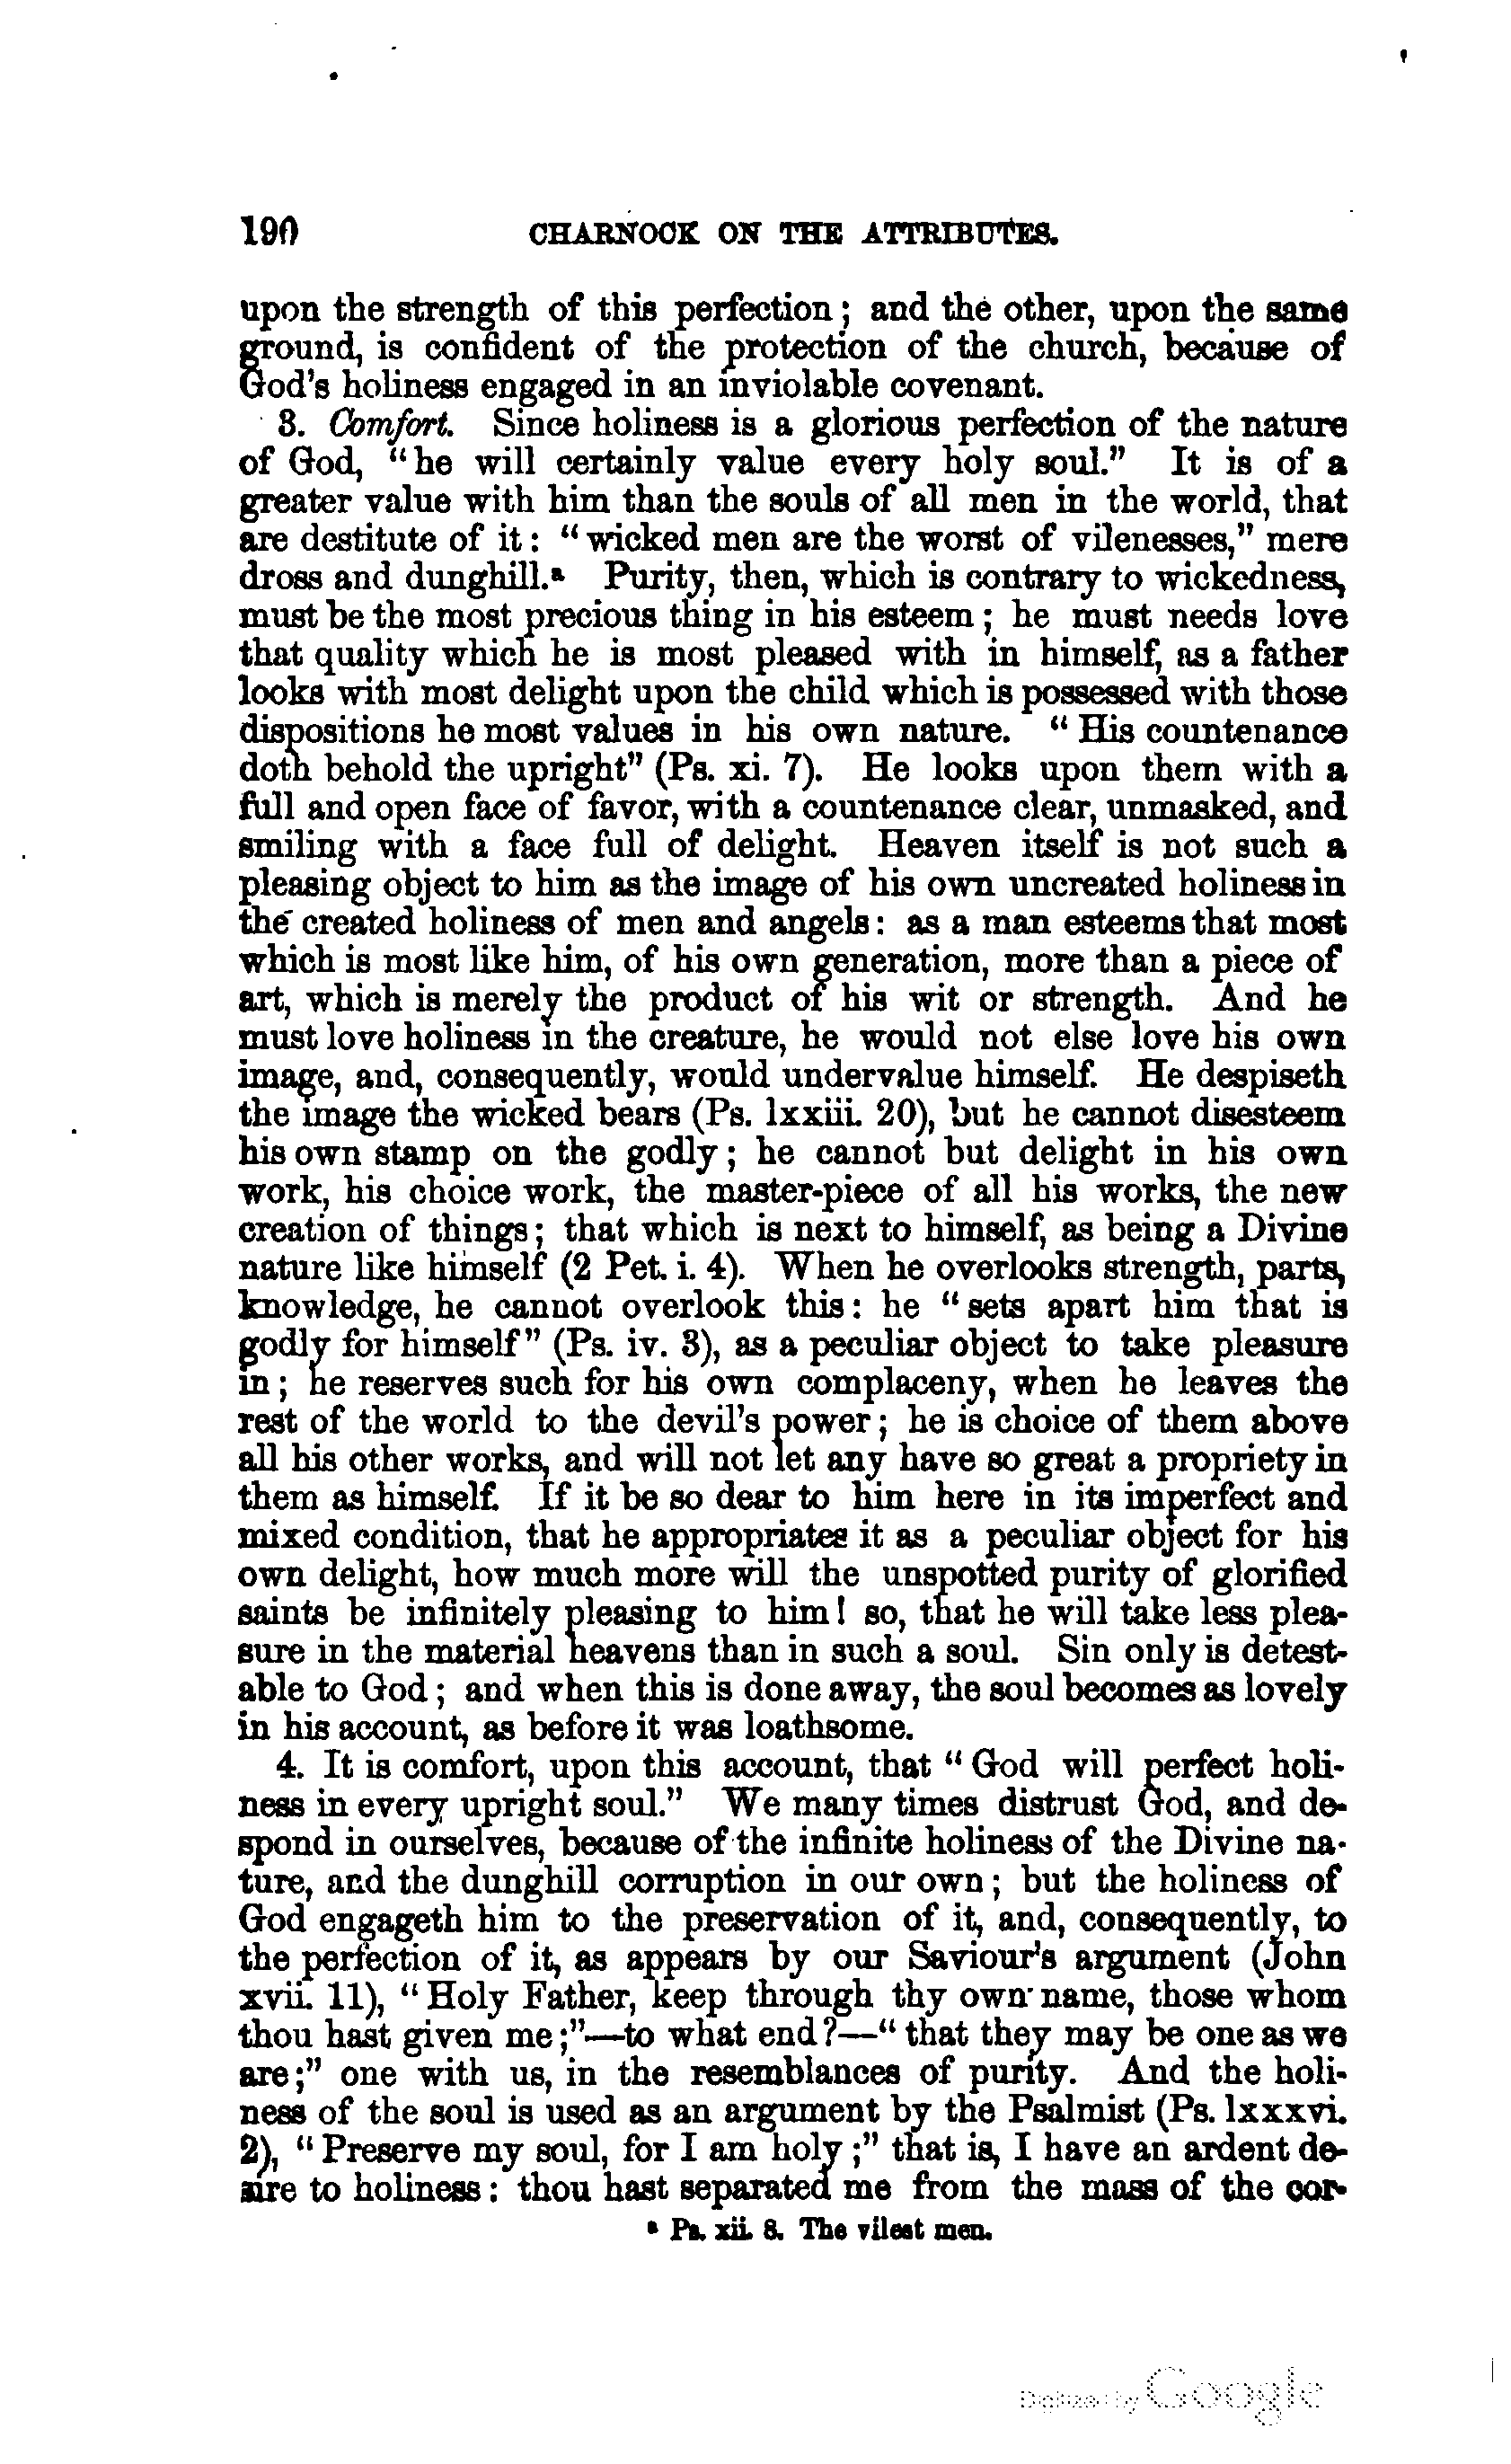 190 CHARNOCK ON THE ATTRIBUTES.
upon the strength of this perfection; and the other, upon the same
ground, is confident of the protection of the church, because of
God's holiness engaged in an inviolable covenant.
3. Comfort. Since holiness is a glorious perfection of the nature
of God, "he will certainly value every holy soul." It is of a
greater value with him than the souls of all men in the world, that
are destitute of it: "wicked men are the worst of vilenesses," mere
dross and dunghill.ª Purity, then, which is contrary to wickedness,
must be the most precious thing in his esteem; he must needs love
that quality which he is most pleased with in himself, as a father
looks with most delight upon the child which is possessed with those
dispositions he most values in his own nature. "His countenance
doth behold the upright" (Ps. xi. 7). He looks upon them with a
full and open face of favor, with a countenance clear, unmasked, and
smiling with a face full of delight. Heaven itself is not such a
pleasing object to him as the image of his own uncreated holiness in
the created holiness of men and angels: as a man esteems that most
which is most like him, of his own generation, more than a piece of
art, which is merely the product of his wit or strength. And he
must love holiness in the creature, he would not else love his own
image, and, consequently, would undervalue himself. He despiseth
the image the wicked bears (Ps. lxxiii. 20), but he cannot disesteem
his own stamp on the godly; he cannot but delight in his own
work, his choice work, the master-piece of all his works, the new
creation of things; that which is next to himself, as being a Divine
nature like himself (2 Pet. i. 4). When he overlooks strength, parts,
knowledge, he cannot overlook this: he "sets apart him that is
godly for himself" (Ps. iv. 3), as a peculiar object to take pleasure
in; he reserves such for his own complaceny, when he leaves the
rest of the world to the devil's power; he is choice of them above
all his other works, and will not let any have so great a propriety in
them as himself. If it be so dear to him here in its imperfect and
mixed condition, that he appropriates it as a peculiar object for his
own delight, how much more will the unspotted purity of glorified
saints be infinitely pleasing to him! so, that he will take less plea-
sure in the material heavens than in such a soul. Sin only is detest-
able to God; and when this is done away, the soul becomes as lovely
in his account, as before it was loathsome.
4. It is comfort, upon this account, that "God will perfect holi-
ness in every upright soul." We many times distrust God, and de-
spond in ourselves, because of the infinite holiness of the Divine na-
ture, and the dunghill corruption in our own; but the holiness of
God engageth him to the preservation of it, and, consequently, to
the perfection of it, as appears by our Saviour's argument (John
xvii. 11), "Holy Father, keep through thy own name, those whom
thou hast given me;"—to what end?—"that they may be one as we
are;" one with us, in the resemblances of purity. And the holi-
ness of the soul is used as an argument by the Psalmist (Ps. lxxxvi.
2), "Preserve my soul, for I am holy;" that is, I have an ardent de-
sire to holiness: thou hast separated me from the mass of the cor-
ª Ps. xii. 8. The vilest men.
Digitized by Google